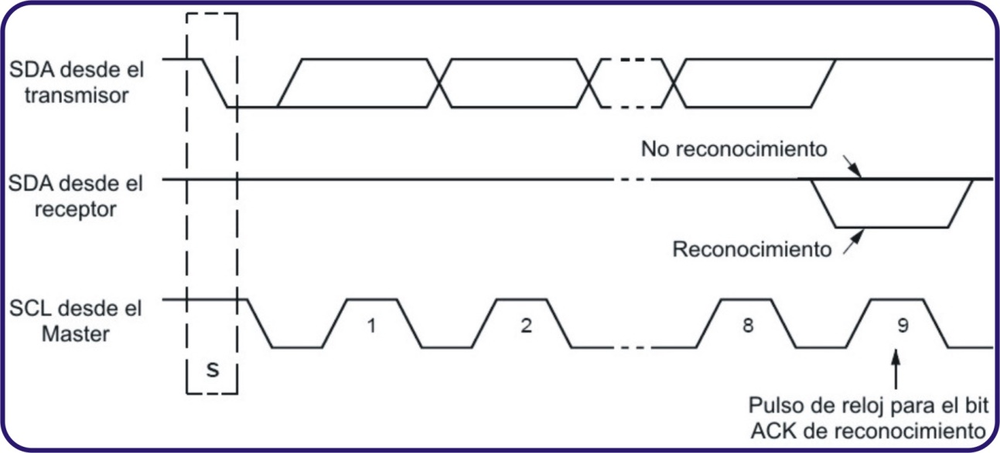 SDA desde el
transmisor
No reconocimiento
SDA desde el
receptor
Reconocimiento
SCL desde el
Master
1
2
8
9
S
Pulso de reloj para el bit
ACK de reconocimiento